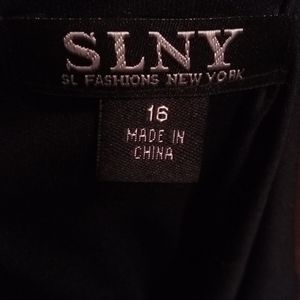 SLNY
SL FASHIONS NEW YORK
16
MADE IN
CHINA